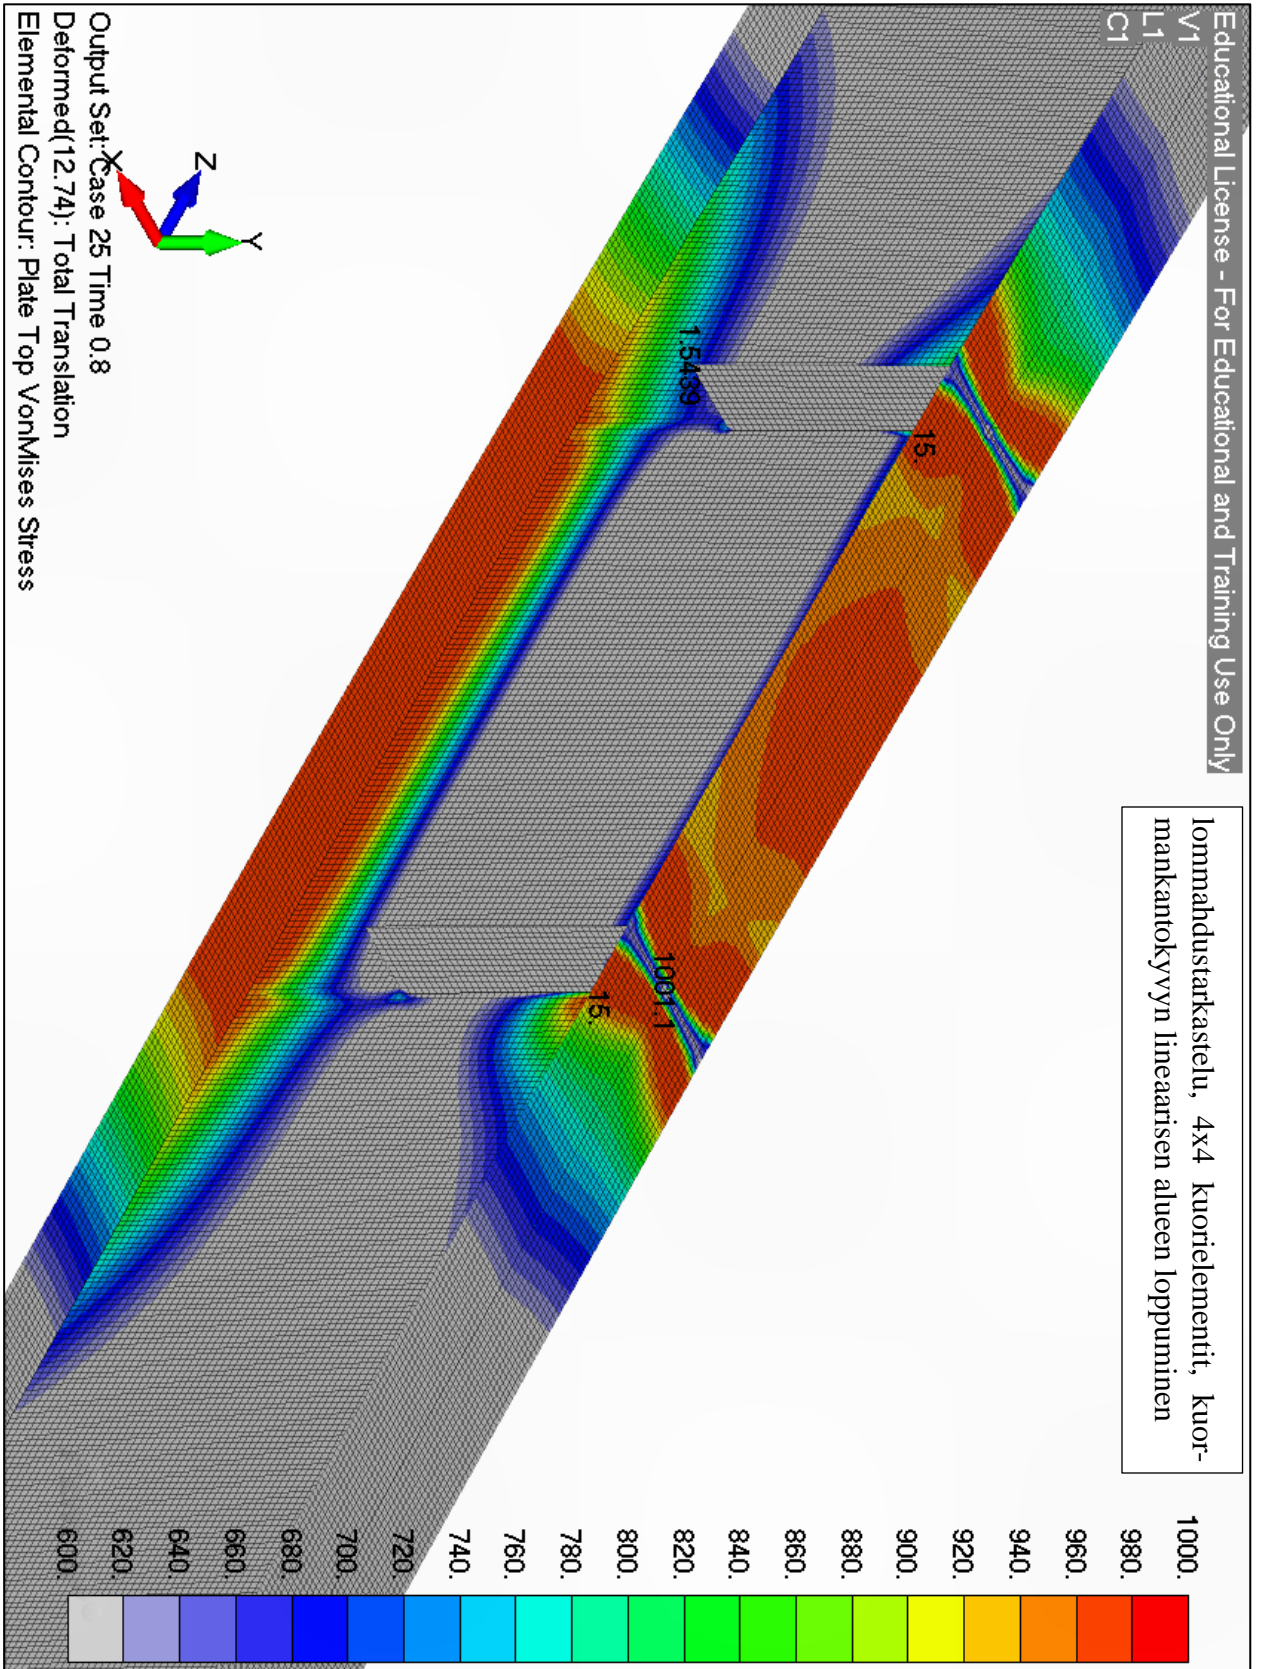 Educational License - For Educational and Training Use Only
V1
L1
C1
lommahdustarkastelu, 4x4 kuorielementit, kuor-
mankantokyvyn lineaarisen alueen loppuminen
1000.
980.
960.
940.
920.
900.
880.
860.
840.
820.
800.
780.
760.
740.
720.
700.
680.
660.
640.
620.
600.
15.
1.5439
1001.1
15.
Y
Z
X
Output Set: Case 25 Time 0.8
Deformed(12.74): Total Translation
Elemental Contour: Plate Top VonMises Stress